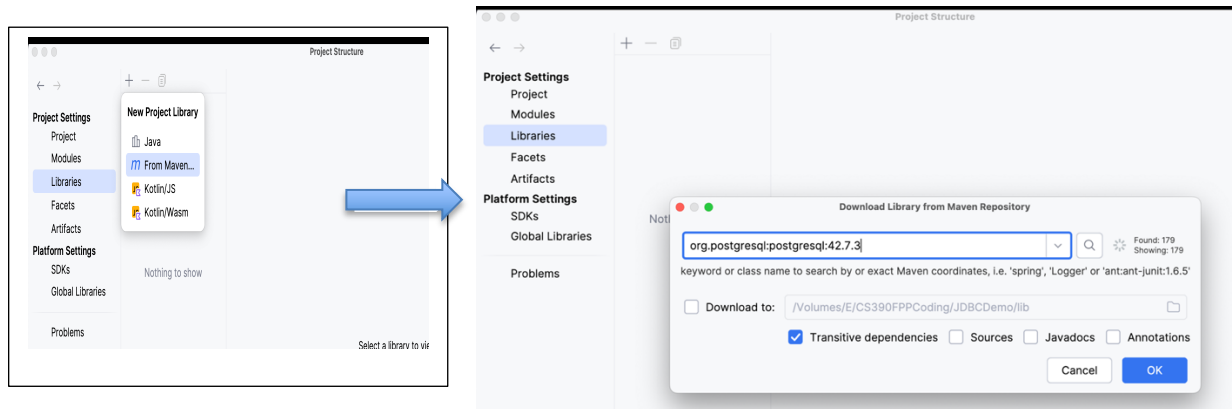 Project Structure
New Project Library
Java
From Maven...
Kotlin/JS
Kotlin/Wasm
Project Settings
Project
Modules
Libraries
Facets
Artifacts
Platform Settings
SDKs
Global Libraries
Problems
Nothing to show
Select a library to vie
Project Structure
Project Settings
Project
Modules
Libraries
Facets
Artifacts
Platform Settings
SDKs
Global Libraries
Problems
Not
Download Library from Maven Repository
org.postgresql:postgresql:42.7.3
Found: 179
Showing: 179
keyword or class name to search by or exact Maven coordinates, i.e. 'spring', 'Logger' or 'ant:ant-junit:1.6.5'
Download to: /Volumes/E/CS390FPPCoding/JDBCDemo/lib
Transitive dependencies Sources Javadocs Annotations
Cancel OK